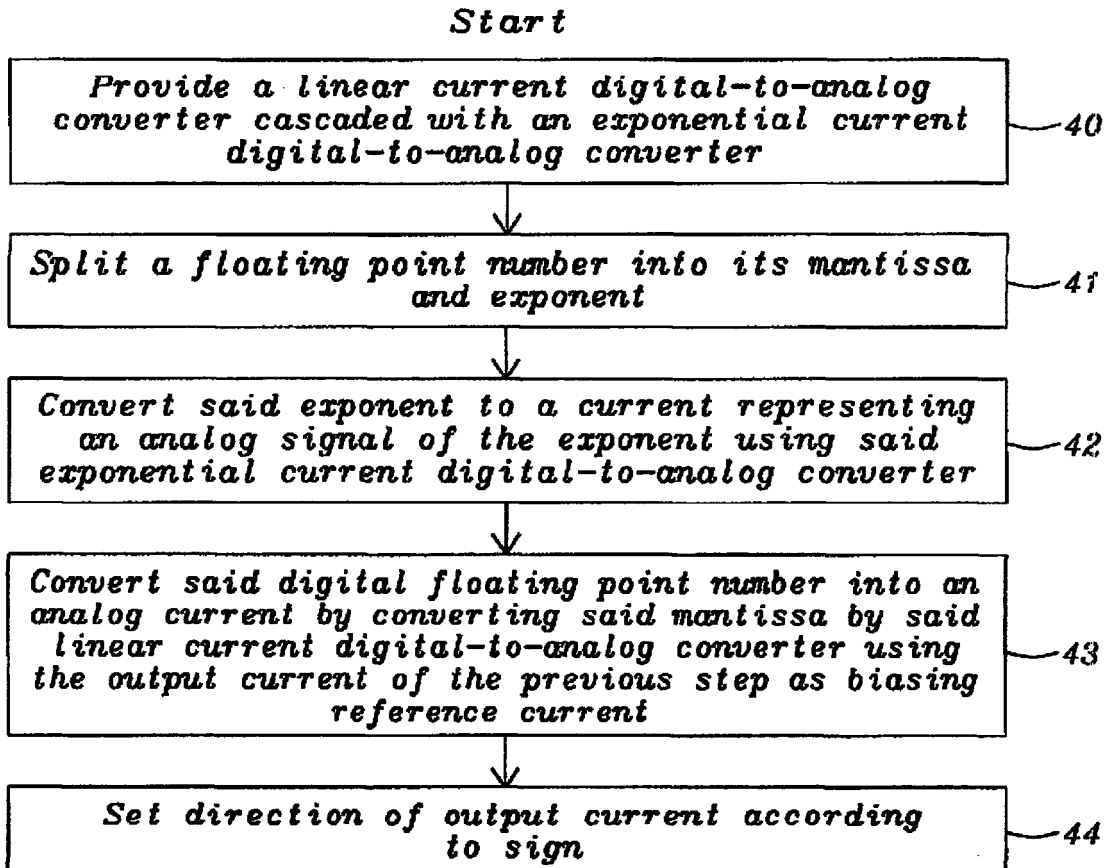 Start
Provide a linear current digital-to-analog
converter cascaded with an exponential current
digital-to-analog converter
40
Split a floating point number into its mantissa
and exponent
41
Convert said exponent to a current representing
an analog signal of the exponent using said
exponential current digital-to-analog converter
42
Convert said digital floating point number into an
analog current by converting said mantissa by said
linear current digital-to-analog converter using
the output current of the previous step as biasing
reference current
43
Set direction of output current according
to sign
44